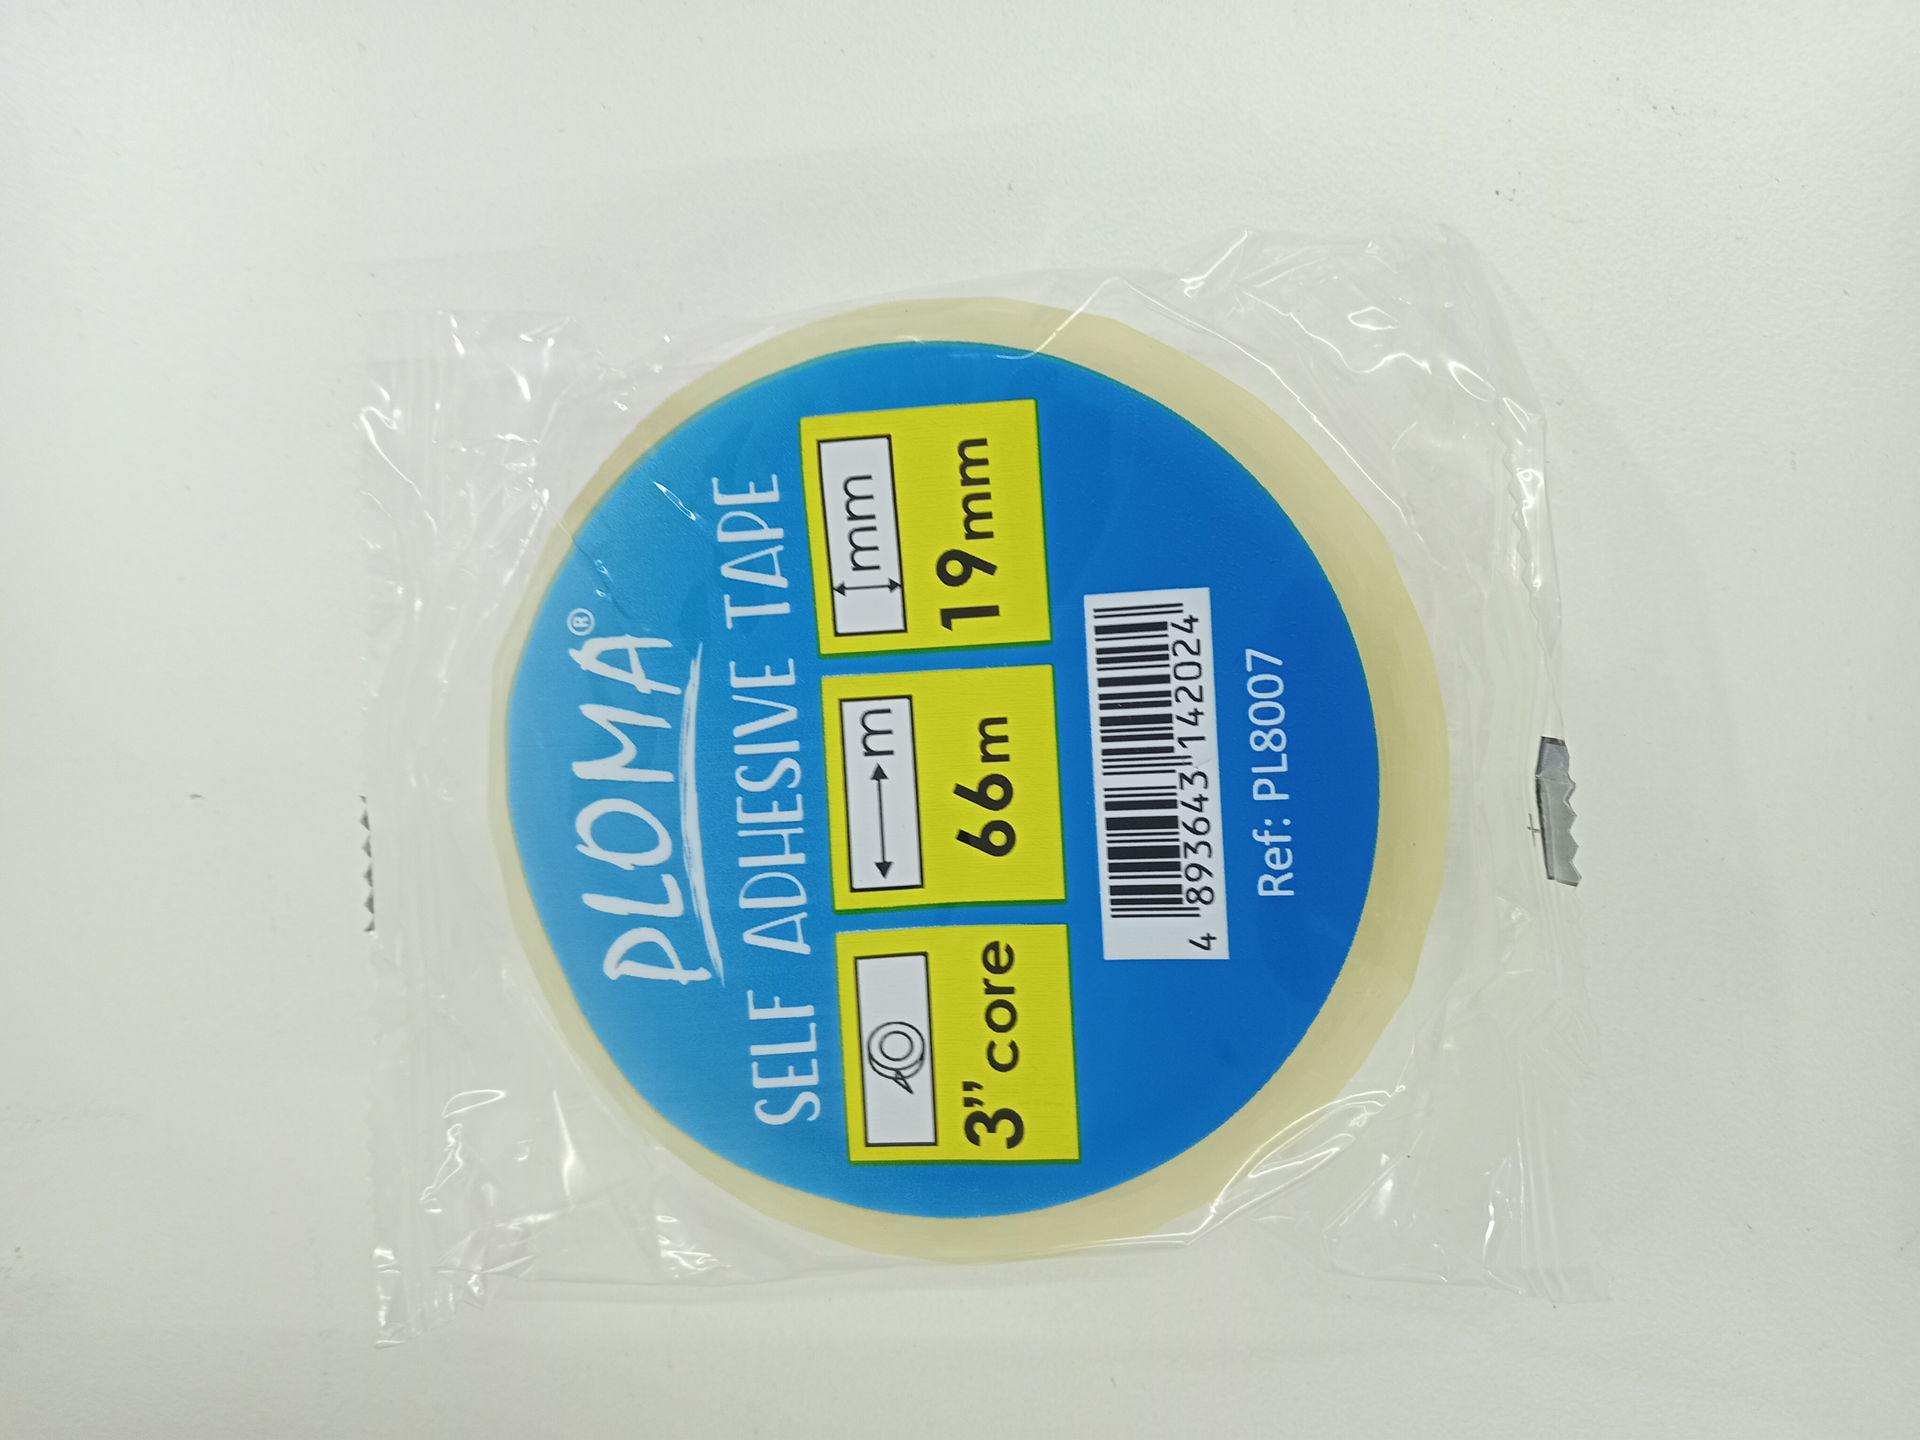 PLOMA®
SELF ADHESIVE TAPE
m mm
3” core 66m 19mm
4 893643 142024
Ref: PL8007